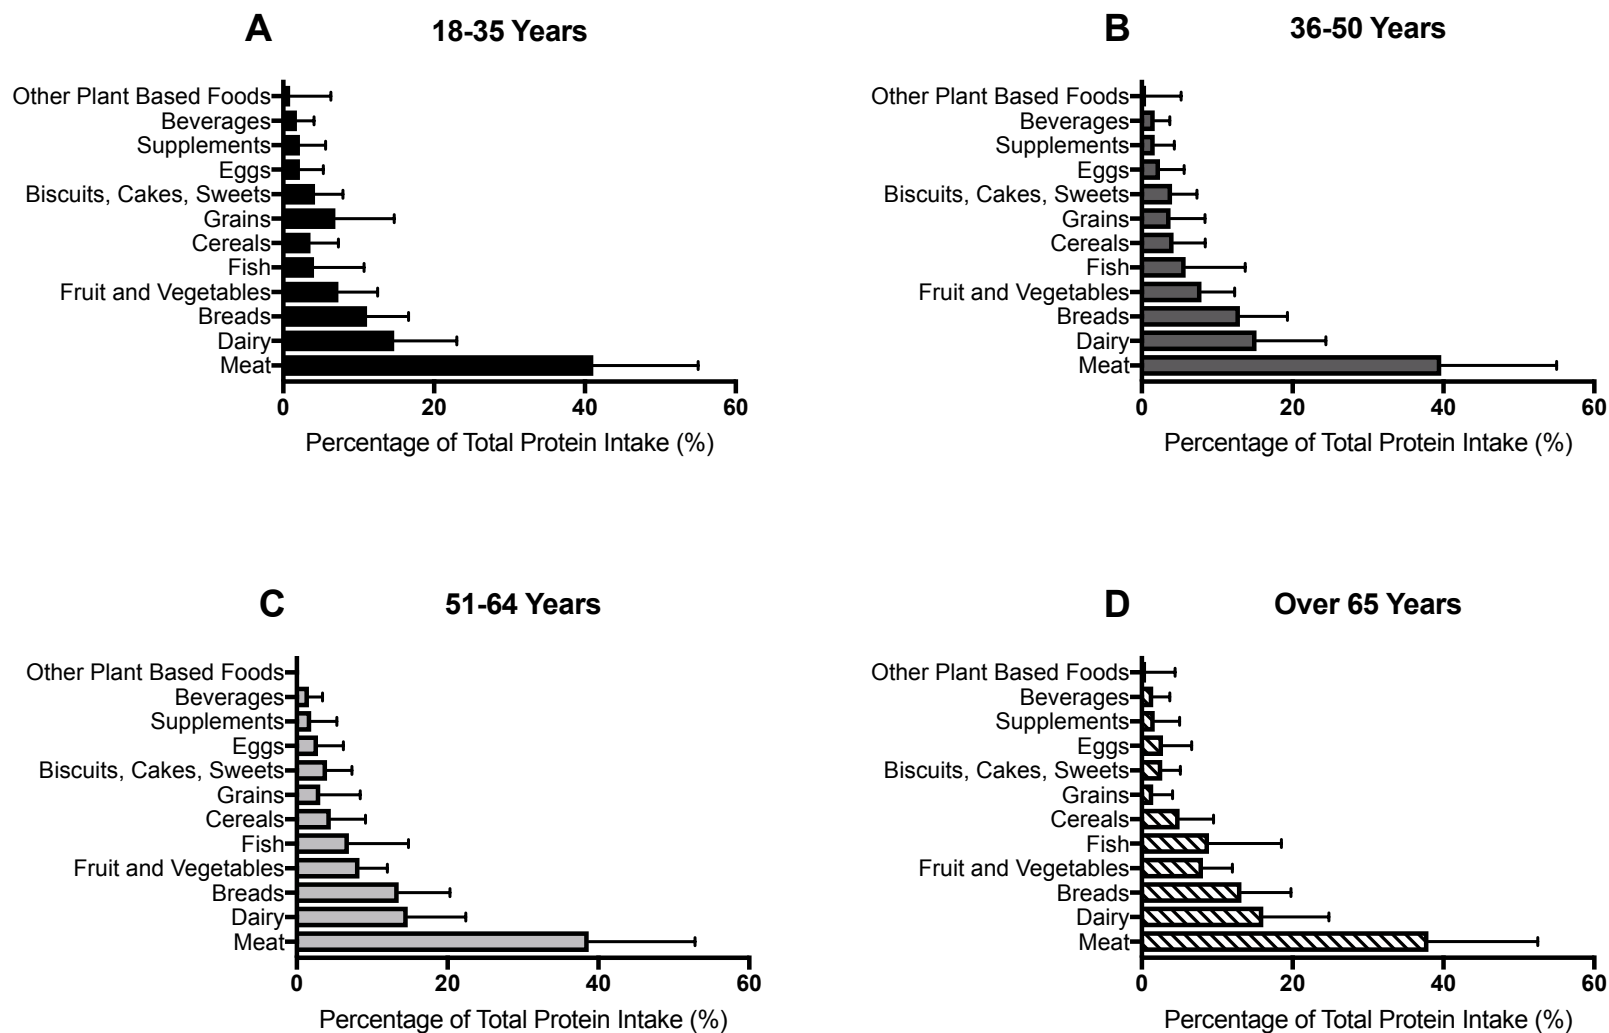 A 18-35 Years
Other Plant Based Foods
Beverages
Supplements
Eggs
Biscuits, Cakes, Sweets
Grains
Cereals
Fish
Fruit and Vegetables
Breads
Dairy
Meat
0 20 40 60
Percentage of Total Protein Intake (%)
B 36-50 Years
Other Plant Based Foods
Beverages
Supplements
Eggs
Biscuits, Cakes, Sweets
Grains
Cereals
Fish
Fruit and Vegetables
Breads
Dairy
Meat
0 20 40 60
Percentage of Total Protein Intake (%)
C 51-64 Years
Other Plant Based Foods
Beverages
Supplements
Eggs
Biscuits, Cakes, Sweets
Grains
Cereals
Fish
Fruit and Vegetables
Breads
Dairy
Meat
0 20 40 60
Percentage of Total Protein Intake (%)
D Over 65 Years
Other Plant Based Foods
Beverages
Supplements
Eggs
Biscuits, Cakes, Sweets
Grains
Cereals
Fish
Fruit and Vegetables
Breads
Dairy
Meat
0 20 40 60
Percentage of Total Protein Intake (%)